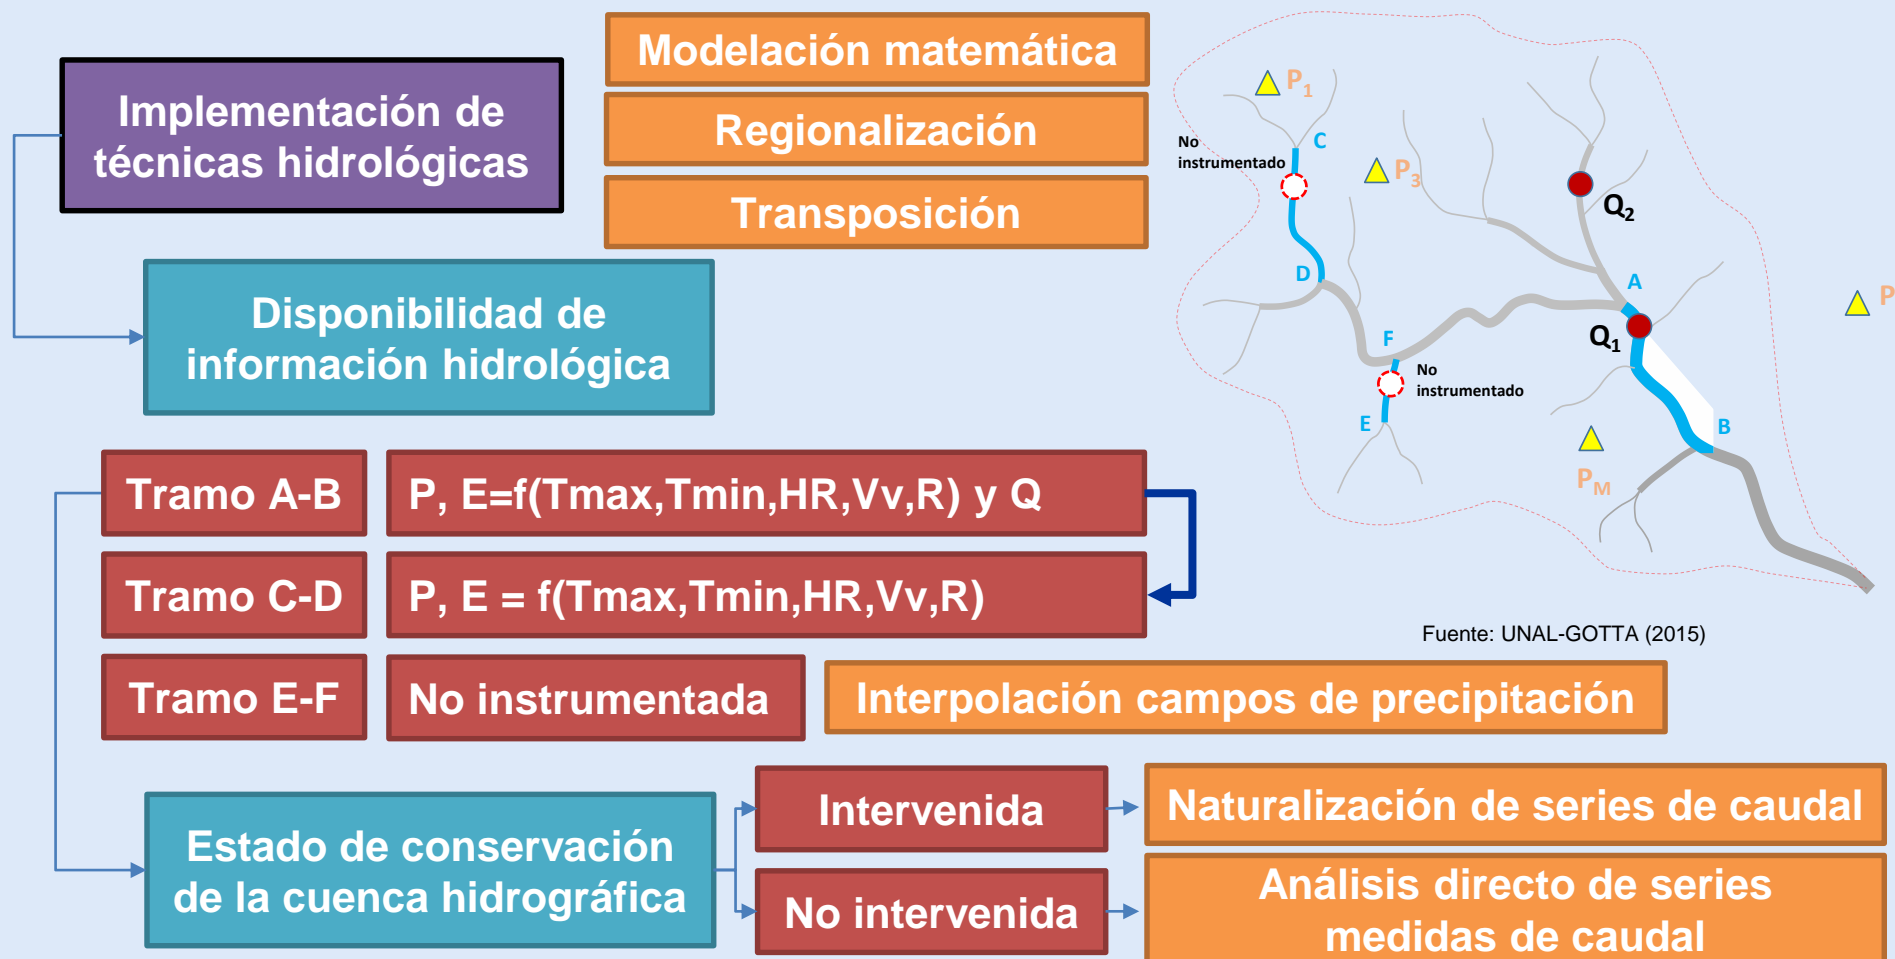 Implementación de
técnicas hidrológicas
Modelación matemática
Regionalización
Transposición
Disponibilidad de
información hidrológica
Tramo A-B
P, E=f(Tmax,Tmin,HR,Vv,R) y Q
Tramo C-D
P, E = f(Tmax,Tmin,HR,Vv,R)
Tramo E-F
No instrumentada
Interpolación campos de precipitación
Estado de conservación
de la cuenca hidrográfica
Intervenida
Naturalización de series de caudal
No intervenida
Análisis directo de series
medidas de caudal
P1
C
No
instrumentado
P3
Q2
D
A
P
Q1
F
No
instrumentado
E
B
PM
Fuente: UNAL-GOTTA (2015)